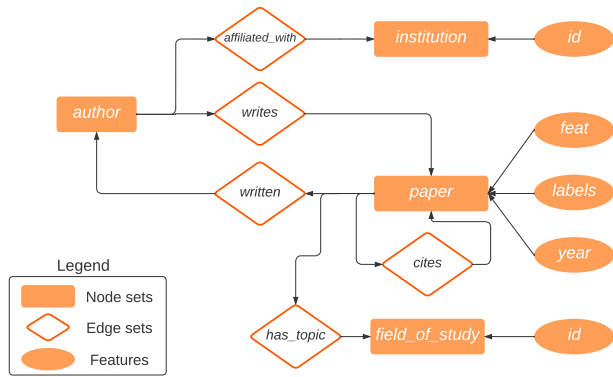 affiliated_with
institution
id
author
writes
feat
written
paper
labels
cites
year
Legend
Node sets
Edge sets
Features
has_topic
field_of_study
id